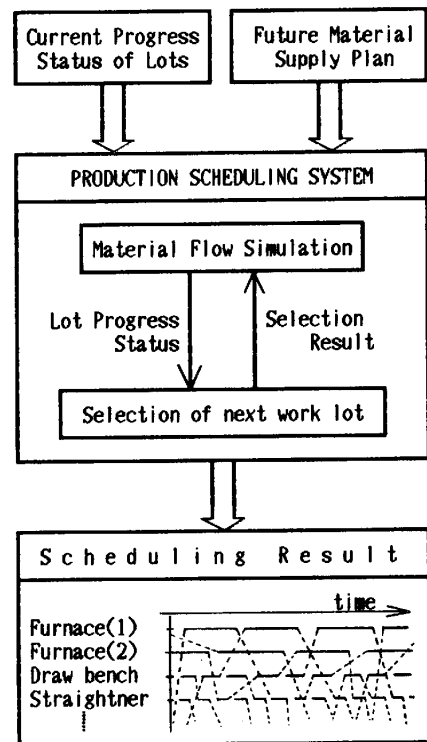 Current Progress
Status of Lots
Future Material
Supply Plan
PRODUCTION SCHEDULING SYSTEM
Material Flow Simulation
Lot Progress
Status
Selection
Result
Selection of next work lot
Scheduling Result
time
Furnace(1)
Furnace(2)
Draw bench
Straightner